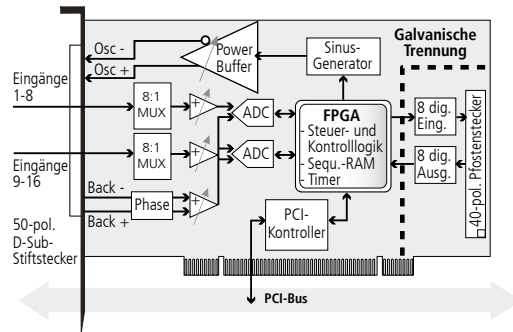 Galvanische
Trennung
Osc -
Osc +
Power
Buffer
Sinus-
Generator
Eingänge
1-8
8:1
MUX
+
ADC
FPGA
- Steuer- und
Kontrolllogik
- Sequ.-RAM
- Timer
8 dig.
Eing.
40-pol. Pfostenstecker
Eingänge
9-16
8:1
MUX
+
ADC
8 dig.
Ausg.
Back -
Back +
Phase
+
PCI-
Kontroller
50-pol.
D-Sub-
Stiftstecker
PCI-Bus